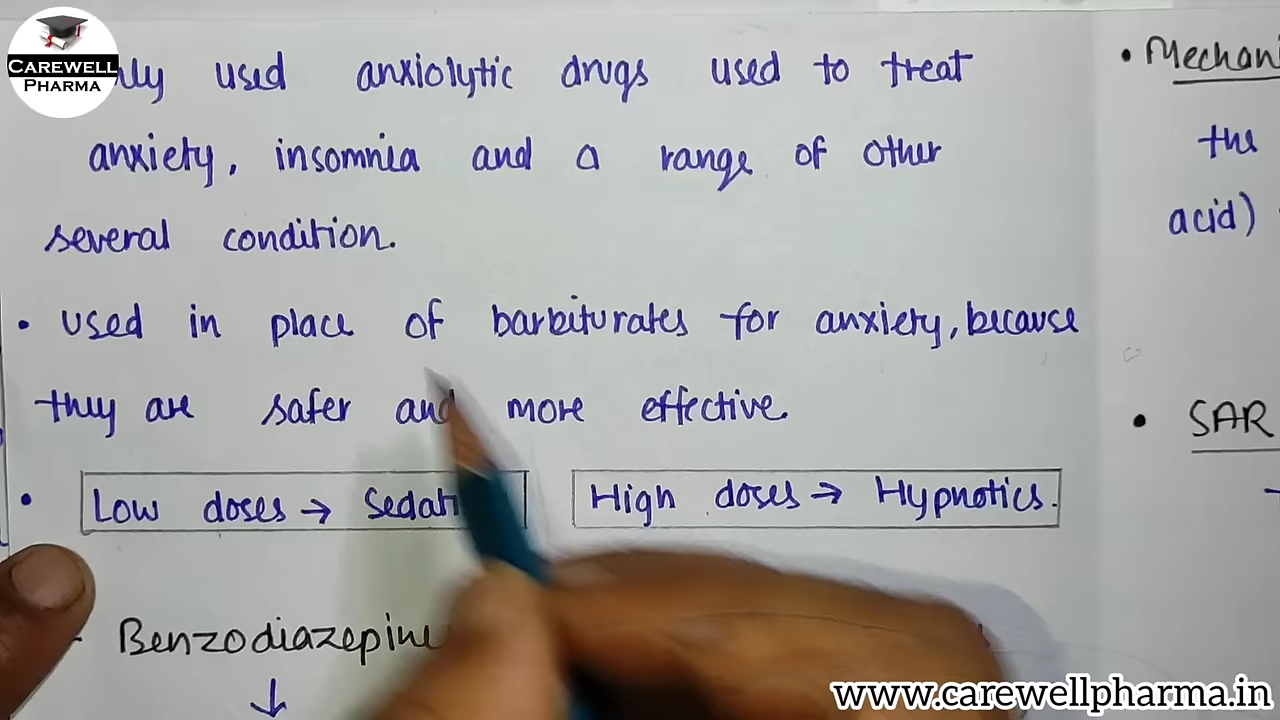 CAREWELL
PHARMA
used anxiolytic drugs used to treat
anxiety, insomnia and a range of other
several condition.
• used in place of barbiturates for anxiety, because
they are safer and more effective.
• Low doses → High doses → Hypnotics.
Benzodiazepine
↓
• Mechani
the
acid)
• SAR
www.carewellpharma.in